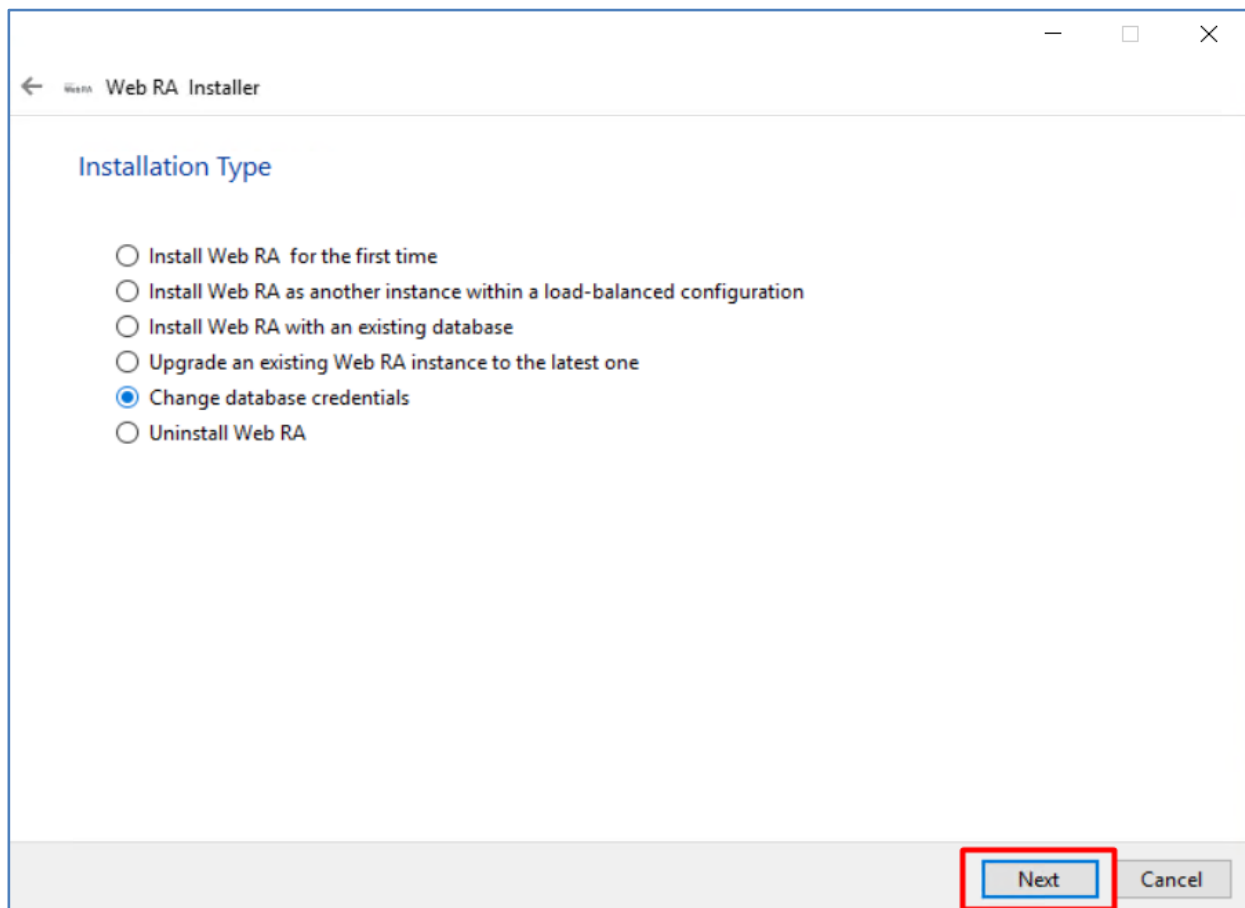 Web RA Installer
Installation Type
Install Web RA for the first time
Install Web RA as another instance within a load-balanced configuration
Install Web RA with an existing database
Upgrade an existing Web RA instance to the latest one
Change database credentials
Uninstall Web RA
Next
Cancel